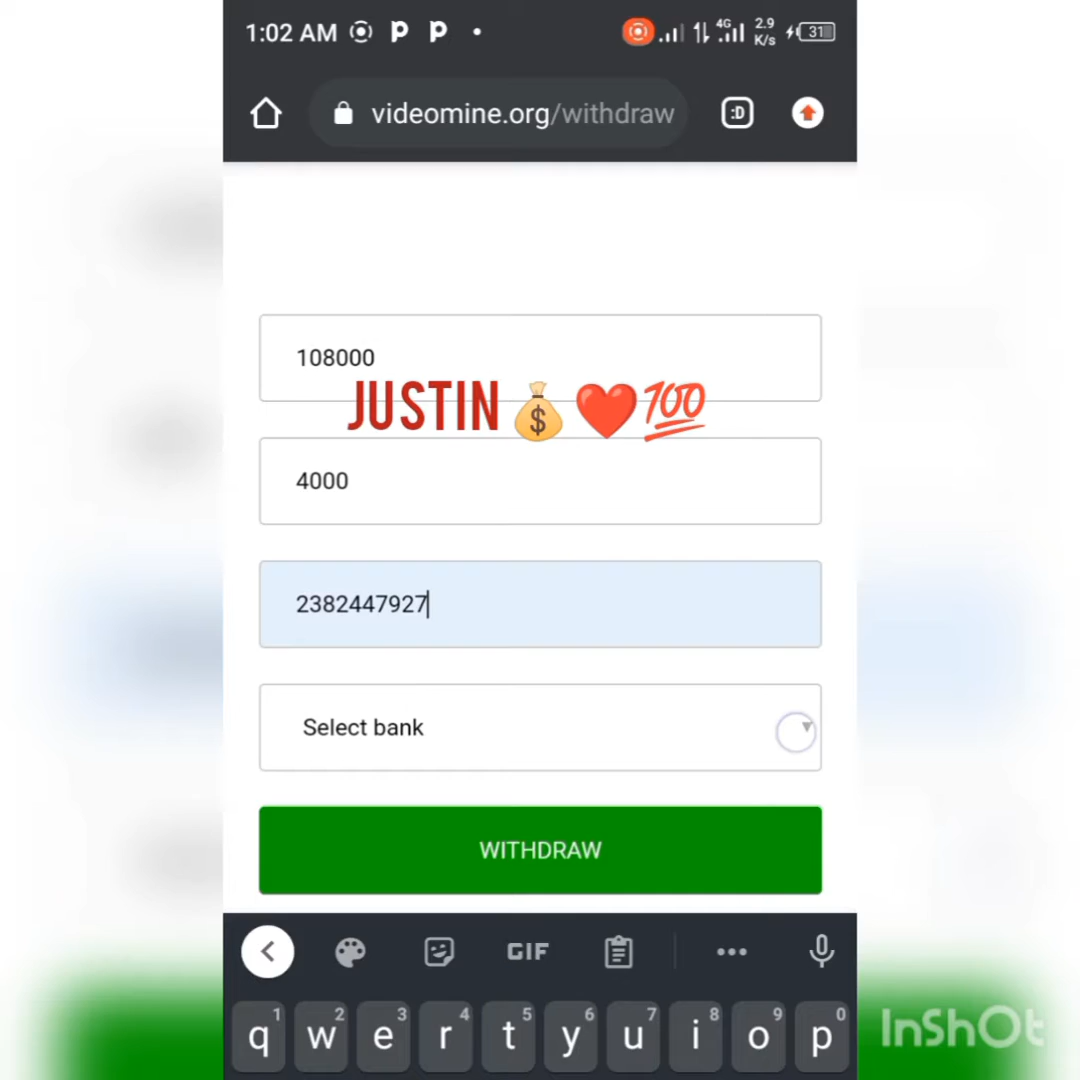 1:02 AM
4G
2.9
K/s
31
videomine.org/withdraw
:D
108000
JUSTIN💰❤️💯
4000
2382447927
Select bank
WITHDRAW
GIF
1 2 3 4 5 6 7 8 9 0
q w e r t y u i o p
InShOt